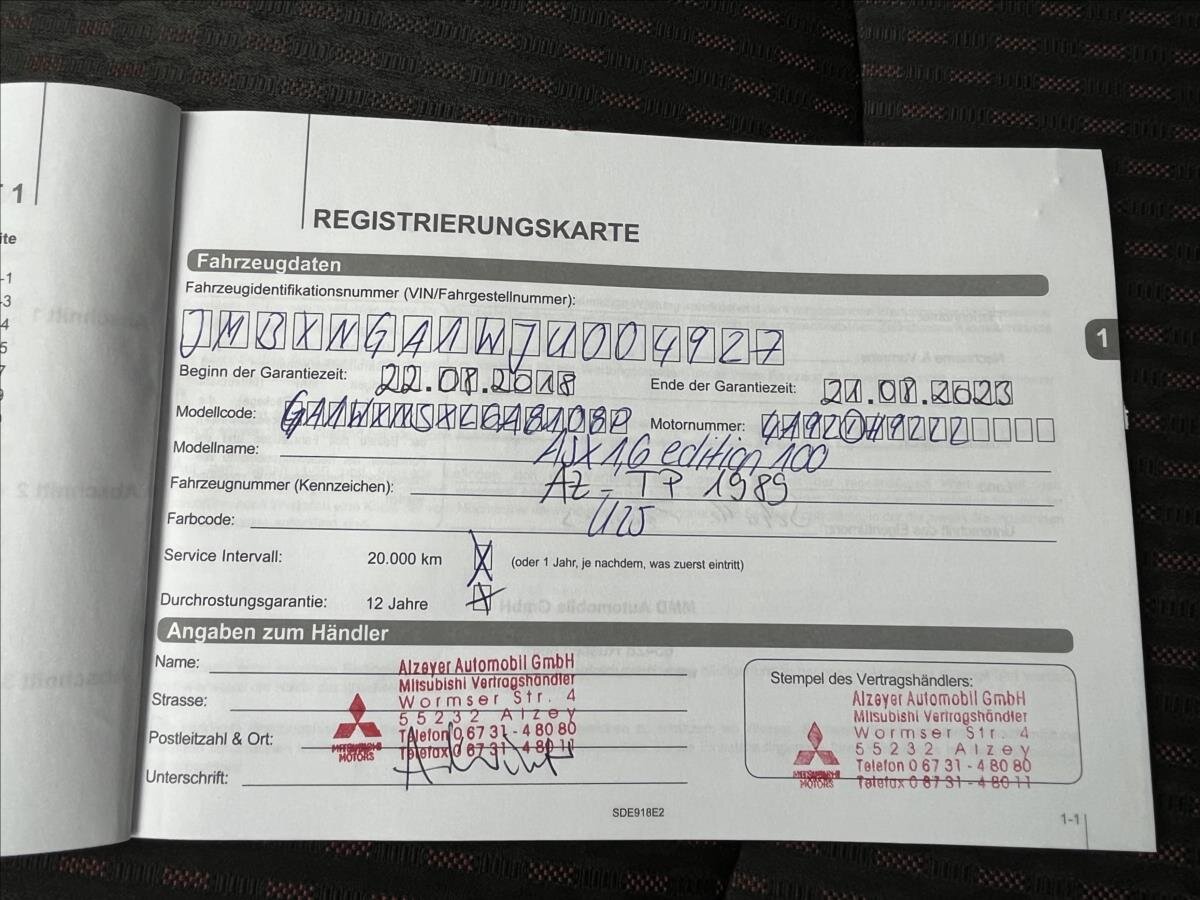 1
REGISTRIERUNGSKARTE
Fahrzeugdaten
Fahrzeugidentifikationsnummer (VIN/Fahrgestellnummer):
JMBXNGA1WJU004927
Beginn der Garantiezeit: 22.08.2018 Ende der Garantiezeit: 21.08.2023
Modellcode: Motornummer:
Modellname: ASX 1,6 edition 100
Fahrzeugnummer (Kennzeichen): AZ - TP 1989
Farbcode: U25
Service Intervall: 20.000 km X (oder 1 Jahr, je nachdem, was zuerst eintritt)
Durchrostungsgarantie: 12 Jahre X
Angaben zum Händler
Name:
Strasse:
Postleitzahl & Ort:
Unterschrift:
MITSUBISHI
MOTORS
Alzeyer Automobil GmbH
Mitsubishi Vertragshändler
Wormser Str. 4
55232 Alzey
Telefon 0 67 31 - 4 80 80
Telefax 0 67 31 - 4 80 11
Stempel des Vertragshändlers:
Alzeyer Automobil GmbH
Mitsubishi Vertragshändler
Wormser Str. 4
55232 Alzey
Telefon 0 67 31 - 4 80 80
Telefax 0 67 31 - 4 80 11
MITSUBISHI
MOTORS
SDE918E2
1-1
1